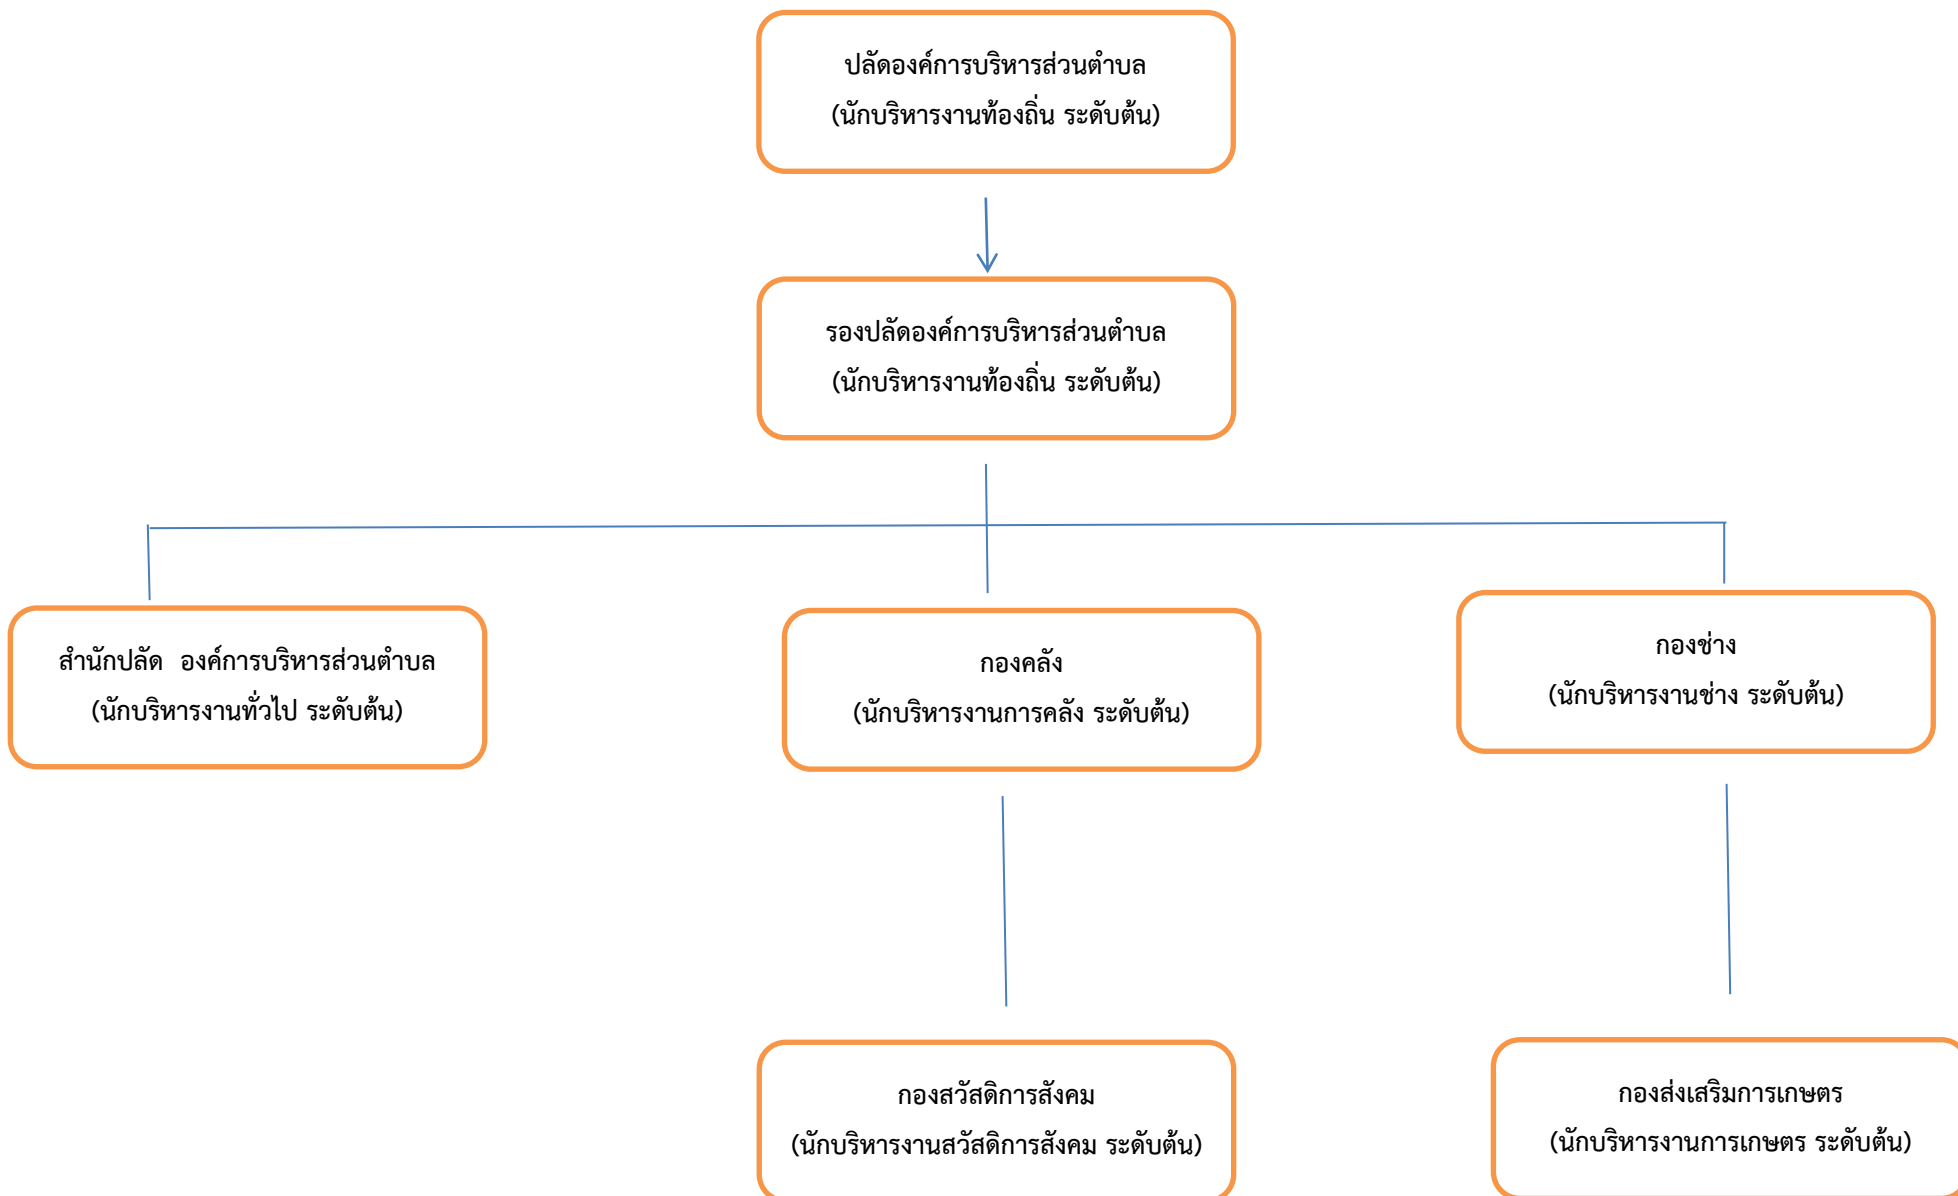 ปลัดองค์การบริหารส่วนตำบล
(นักบริหารงานท้องถิ่น ระดับต้น)
รองปลัดองค์การบริหารส่วนตำบล
(นักบริหารงานท้องถิ่น ระดับต้น)
สำนักปลัด  องค์การบริหารส่วนตำบล
(นักบริหารงานทั่วไป ระดับต้น)
กองคลัง
(นักบริหารงานการคลัง ระดับต้น)
กองช่าง
(นักบริหารงานช่าง ระดับต้น)
กองสวัสดิการสังคม
(นักบริหารงานสวัสดิการสังคม ระดับต้น)
กองส่งเสริมการเกษตร
(นักบริหารงานการเกษตร ระดับต้น)